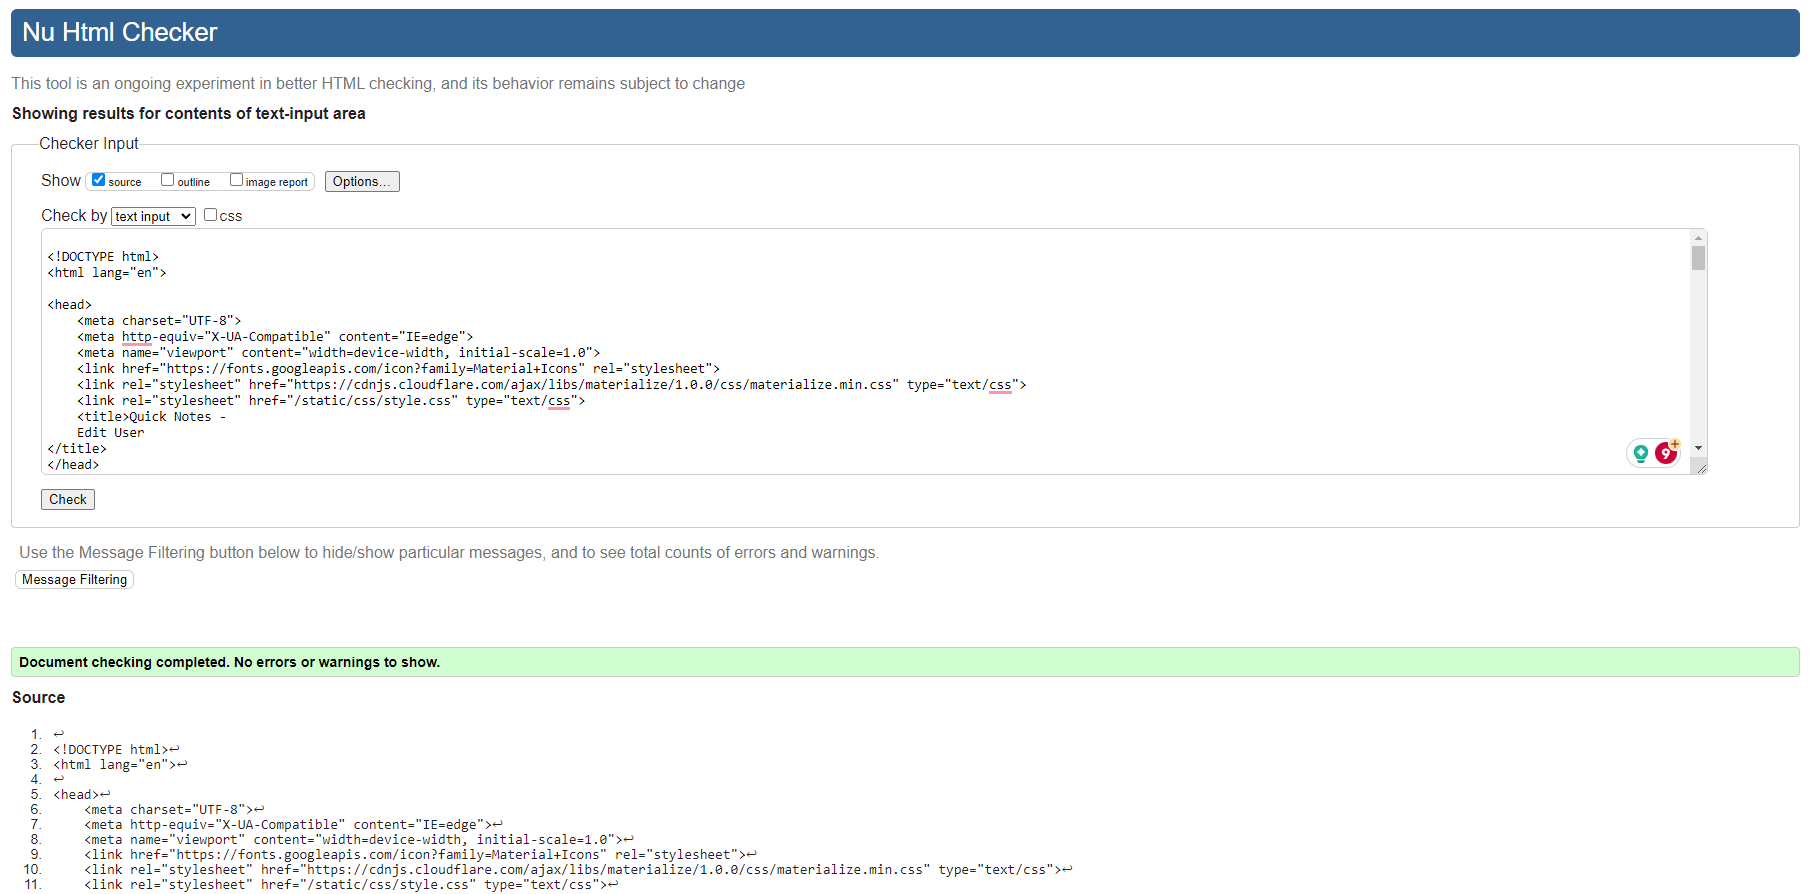 Nu Html Checker
This tool is an ongoing experiment in better HTML checking, and its behavior remains subject to change
Showing results for contents of text-input area
Checker Input
Show source outline image report Options...
Check by text input css
<!DOCTYPE html>
<html lang="en">
<head>
    <meta charset="UTF-8">
    <meta http-equiv="X-UA-Compatible" content="IE=edge">
    <meta name="viewport" content="width=device-width, initial-scale=1.0">
    <link href="https://fonts.googleapis.com/icon?family=Material+Icons" rel="stylesheet">
    <link rel="stylesheet" href="https://cdnjs.cloudflare.com/ajax/libs/materialize/1.0.0/css/materialize.min.css" type="text/css">
    <link rel="stylesheet" href="/static/css/style.css" type="text/css">
    <title>Quick Notes -
    Edit User
</title>
</head>
9+
Check
Use the Message Filtering button below to hide/show particular messages, and to see total counts of errors and warnings.
Message Filtering
Document checking completed. No errors or warnings to show.
Source
1. ↩
2. <!DOCTYPE html>↩
3. <html lang="en">↩
4. ↩
5. <head>↩
6.     <meta charset="UTF-8">↩
7.     <meta http-equiv="X-UA-Compatible" content="IE=edge">↩
8.     <meta name="viewport" content="width=device-width, initial-scale=1.0">↩
9.     <link href="https://fonts.googleapis.com/icon?family=Material+Icons" rel="stylesheet">↩
10.     <link rel="stylesheet" href="https://cdnjs.cloudflare.com/ajax/libs/materialize/1.0.0/css/materialize.min.css" type="text/css">↩
11.     <link rel="stylesheet" href="/static/css/style.css" type="text/css">↩